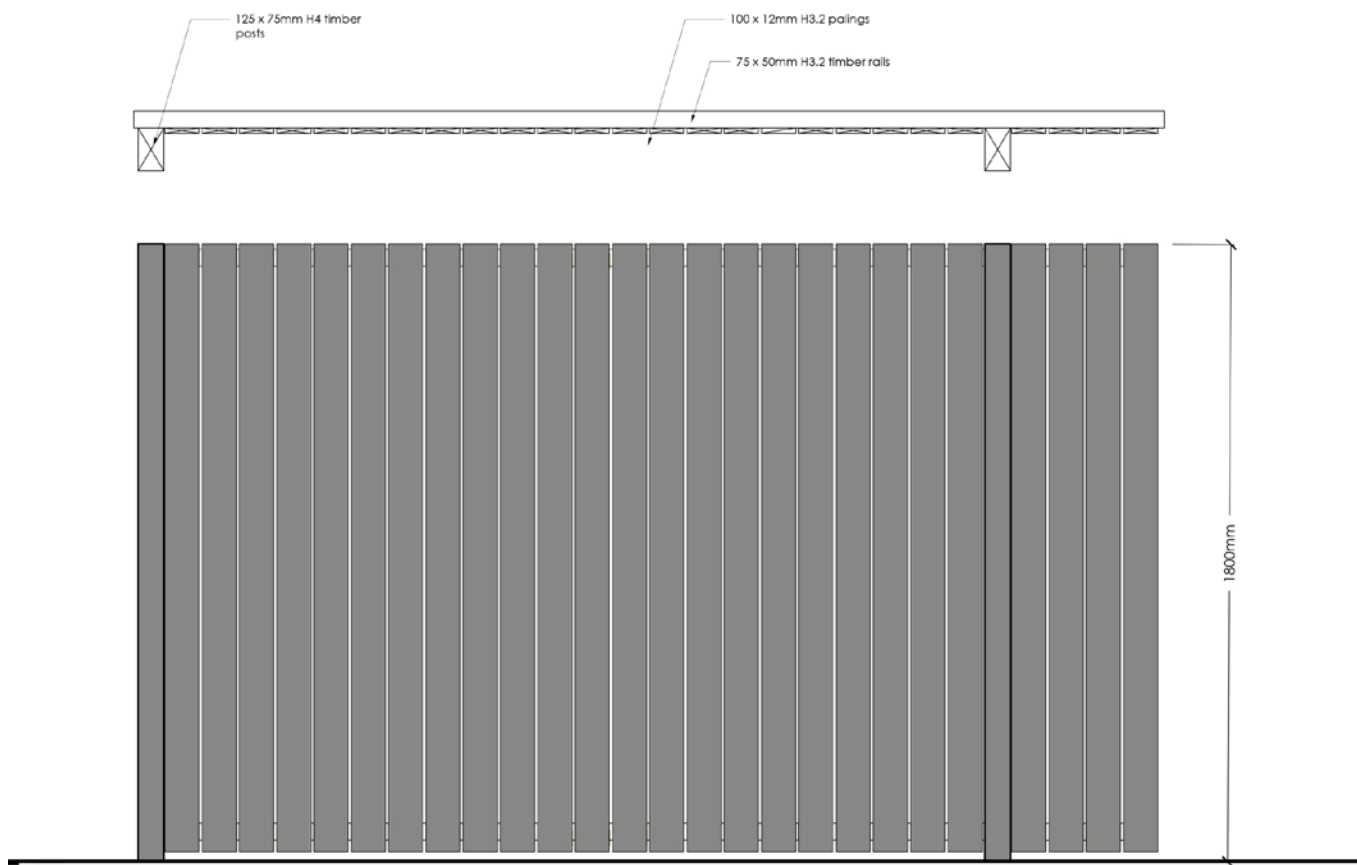 125 x 75mm H4 timber
posts
100 x 12mm H3.2 palings
75 x 50mm H3.2 timber rails
1800mm